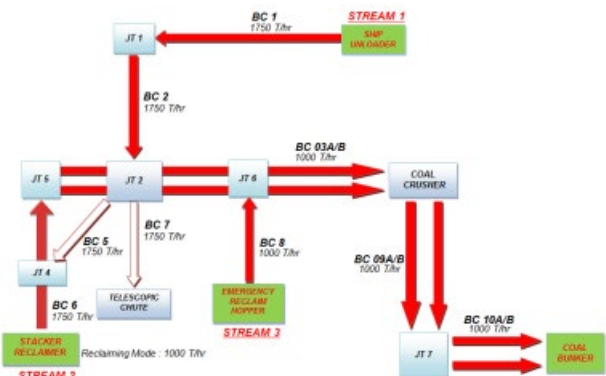 STREAM 1
BC 1
1750 T/hr
JT 1
SHIP
UNLOADER
BC 2
1750 T/hr
BC 03A/B
1000 T/hr
JT 5
JT 2
JT 6
COAL
CRUSHER
BC 5
1750 T/hr
BC 7
1750 T/hr
BC 8
1000 T/hr
BC 09A/B
1000 T/hr
JT 4
BC 6
1750 T/hr
TELESCOPIC
CHUTE
EMERGENCY
RECLAIM
HOPPER
STREAM 3
BC 10A/B
1000 T/hr
STACKER
RECLAIMER
Reclaiming Mode : 1000 T/hr
JT 7
COAL
BUNKER
STREAM 2